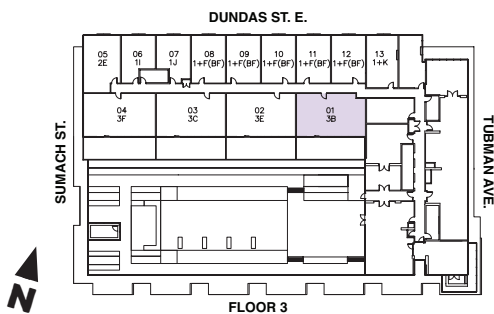 DUNDAS ST. E.
05
2E
06
1I
07
1J
08
1+F(BF)
09
1+F(BF)
10
1+F(BF)
11
1+F(BF)
12
1+F(BF)
13
1+K
04
3F
03
3C
02
3E
01
3B
SUMACH ST.
TUBMAN AVE.
N
FLOOR 3